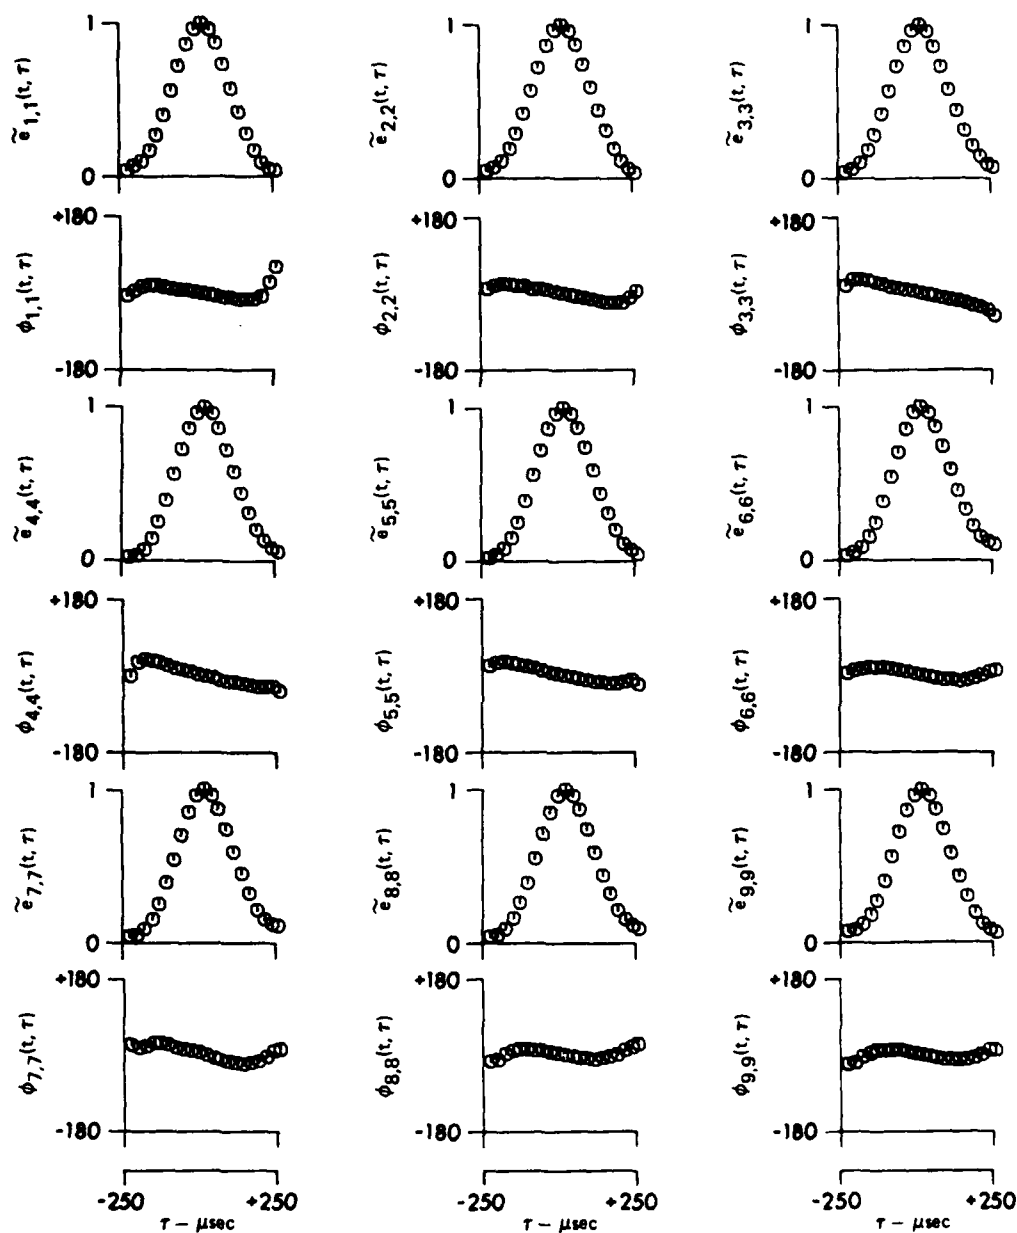 1
ẽ1,1(t, τ)
0
1
ẽ2,2(t, τ)
0
1
ẽ3,3(t, τ)
0
+180
ϕ1,1(t, τ)
-180
+180
ϕ2,2(t, τ)
-180
+180
ϕ3,3(t, τ)
-180
1
ẽ4,4(t, τ)
0
1
ẽ5,5(t, τ)
0
1
ẽ6,6(t, τ)
0
+180
ϕ4,4(t, τ)
-180
+180
ϕ5,5(t, τ)
-180
+180
ϕ6,6(t, τ)
-180
1
ẽ7,7(t, τ)
0
1
ẽ8,8(t, τ)
0
1
ẽ9,9(t, τ)
0
+180
ϕ7,7(t, τ)
-180
+180
ϕ8,8(t, τ)
-180
+180
ϕ9,9(t, τ)
-180
-250 +250
τ – μsec
-250 +250
τ – μsec
-250 +250
τ – μsec